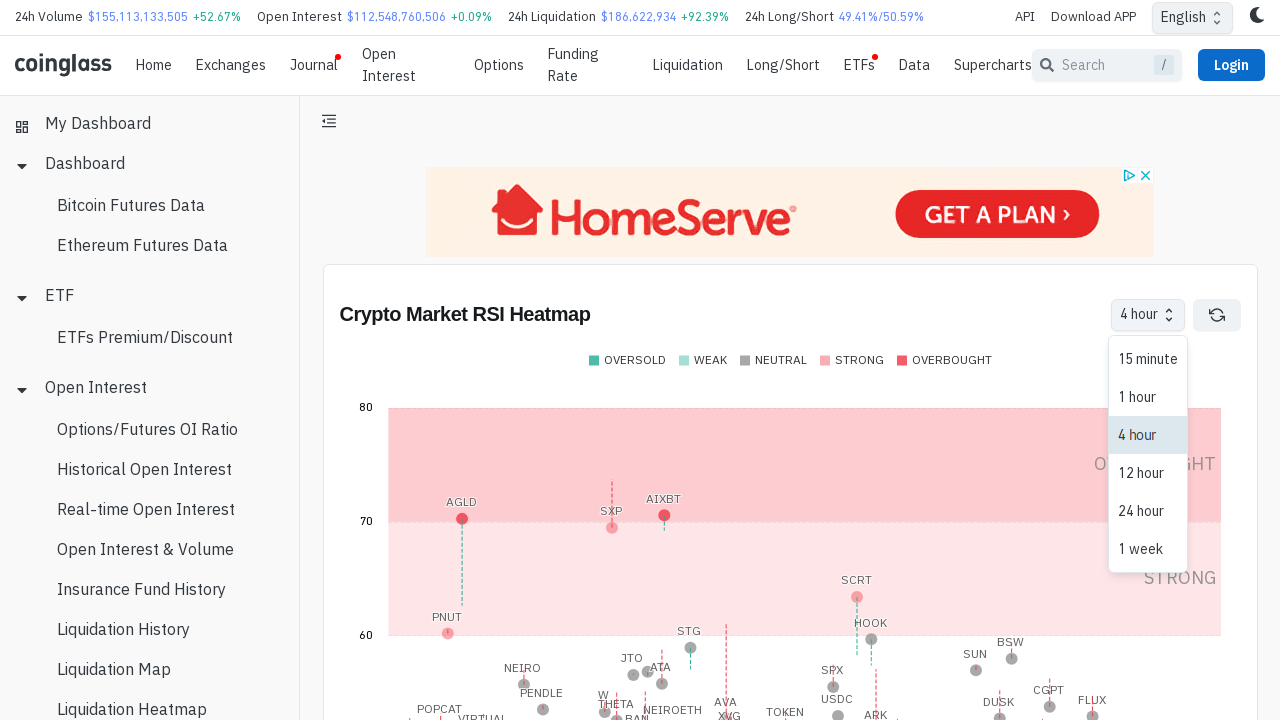 24h Volume $155,113,133,505 +52.67% Open Interest $112,548,760,506 +0.09% 24h Liquidation $186,622,934 +92.39% 24h Long/Short 49.41%/50.59% API Download APP English
coinglass Home Exchanges Journal Open Interest Options Funding Rate Liquidation Long/Short ETFs Data Supercharts Search / Login
My Dashboard
Dashboard
Bitcoin Futures Data
Ethereum Futures Data
ETF
ETFs Premium/Discount
Open Interest
Options/Futures OI Ratio
Historical Open Interest
Real-time Open Interest
Open Interest & Volume
Insurance Fund History
Liquidation History
Liquidation Map
Liquidation Heatmap
HomeServe GET A PLAN ›
Crypto Market RSI Heatmap 4 hour
15 minute
1 hour
4 hour
12 hour
24 hour
1 week
OVERSOLD WEAK NEUTRAL STRONG OVERBOUGHT
80
70
60
STRONG
AGLD
SXP
AIXBT
PNUT
SCRT
HOOK
STG
BSW
SUN
JTO
ATA
NEIRO
SPX
PENDLE
W
THETA
USDC
CGPT
DUSK
FLUX
AVA
POPCAT
NEIROETH
TOKEN
ARK
XVG
VIRTUAL
BAN